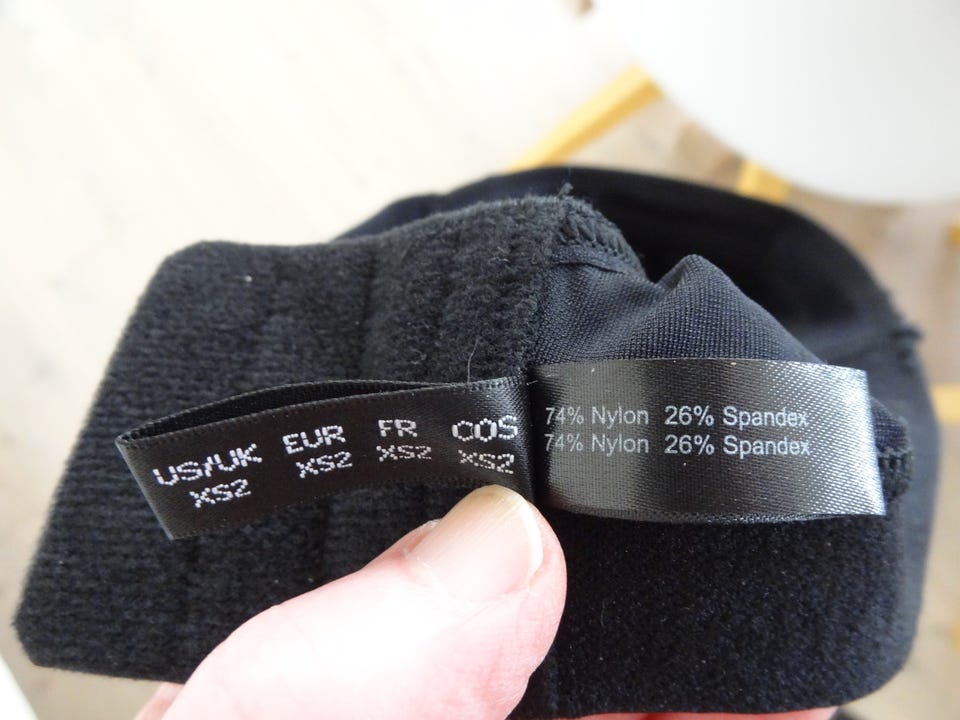 US/UK EUR FR COS
XS2 XS2 XS2 XS2
74% Nylon 26% Spandex
74% Nylon 26% Spandex